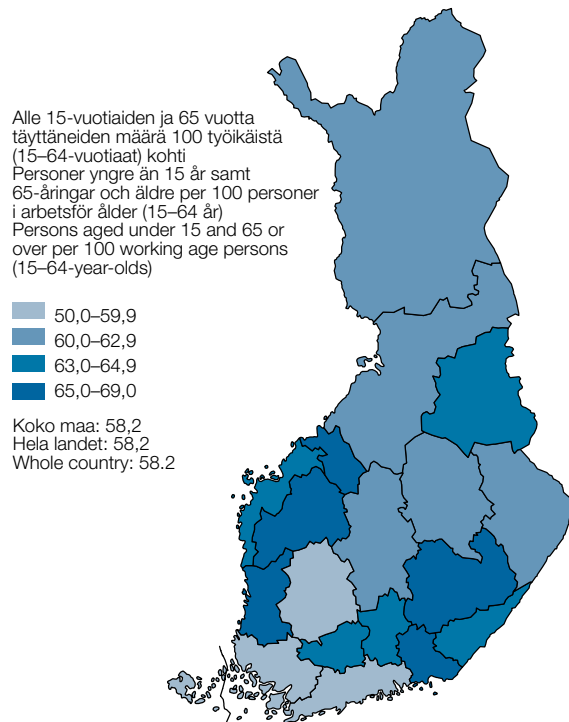 Alle 15-vuotiaiden ja 65 vuotta
täyttäneiden määrä 100 työikäistä
(15–64-vuotiaat) kohti
Personer yngre än 15 år samt
65-åringar och äldre per 100 personer
i arbetsför ålder (15–64 år)
Persons aged under 15 and 65 or
over per 100 working age persons
(15–64-year-olds)
50,0–59,9
60,0–62,9
63,0–64,9
65,0–69,0
Koko maa: 58,2
Hela landet: 58,2
Whole country: 58.2